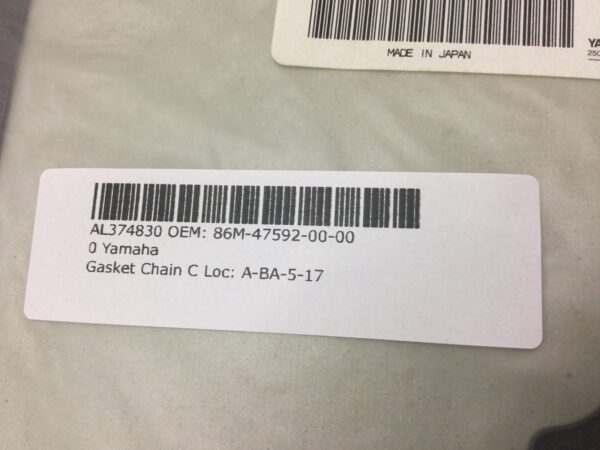 MADE IN JAPAN
AL374830 OEM: 86M-47592-00-00
0 Yamaha
Gasket Chain C Loc: A-BA-5-17